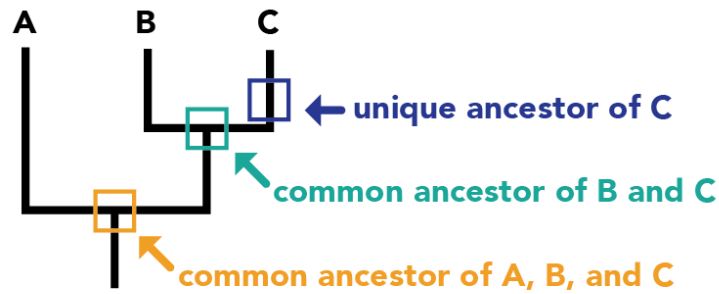 A B C
unique ancestor of C
common ancestor of B and C
common ancestor of A, B, and C